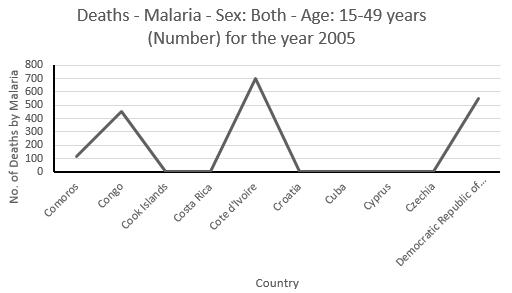 Deaths - Malaria - Sex: Both - Age: 15-49 years
(Number) for the year 2005
No. of Deaths by Malaria
800
700
600
500
400
300
200
100
0
Comoros
Congo
Cook Islands
Costa Rica
Cote d'Ivoire
Croatia
Cuba
Cyprus
Czechia
Democratic Republic of...
Country